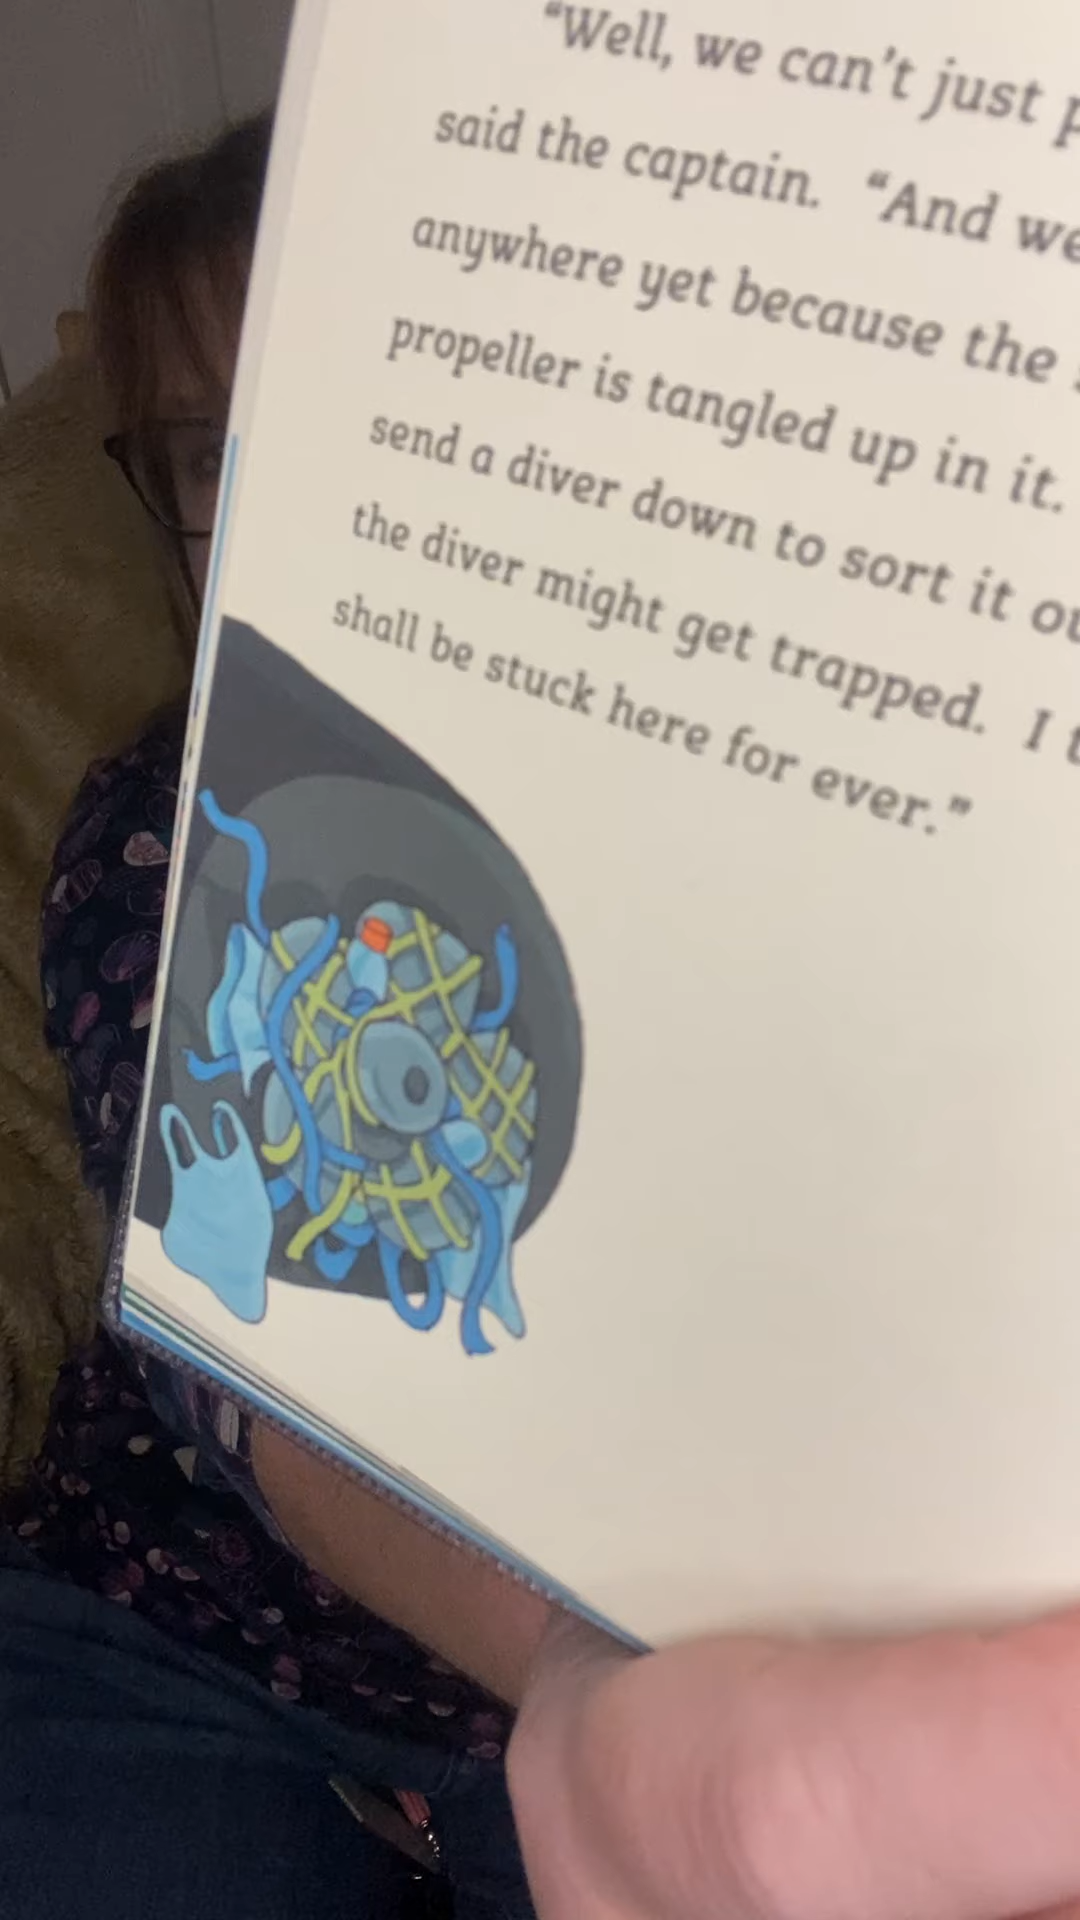 “Well, we can’t just
said the captain. “And we
anywhere yet because the
propeller is tangled up in it.
send a diver down to sort it
the diver might get trapped. I
shall be stuck here for ever.”